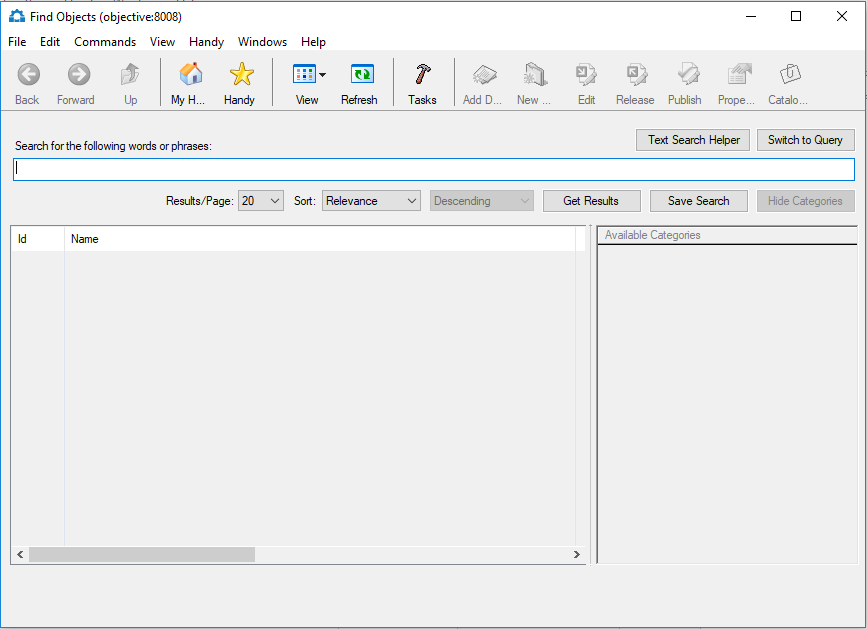 Find Objects (objective:8008)
File Edit Commands View Handy Windows Help
Back Forward Up My H... Handy View Refresh Tasks Add D... New ... Edit Release Publish Prope... Catalo...
Text Search Helper Switch to Query
Search for the following words or phrases:
Results/Page: 20 Sort: Relevance Descending Get Results Save Search Hide Categories
Id Name Available Categories